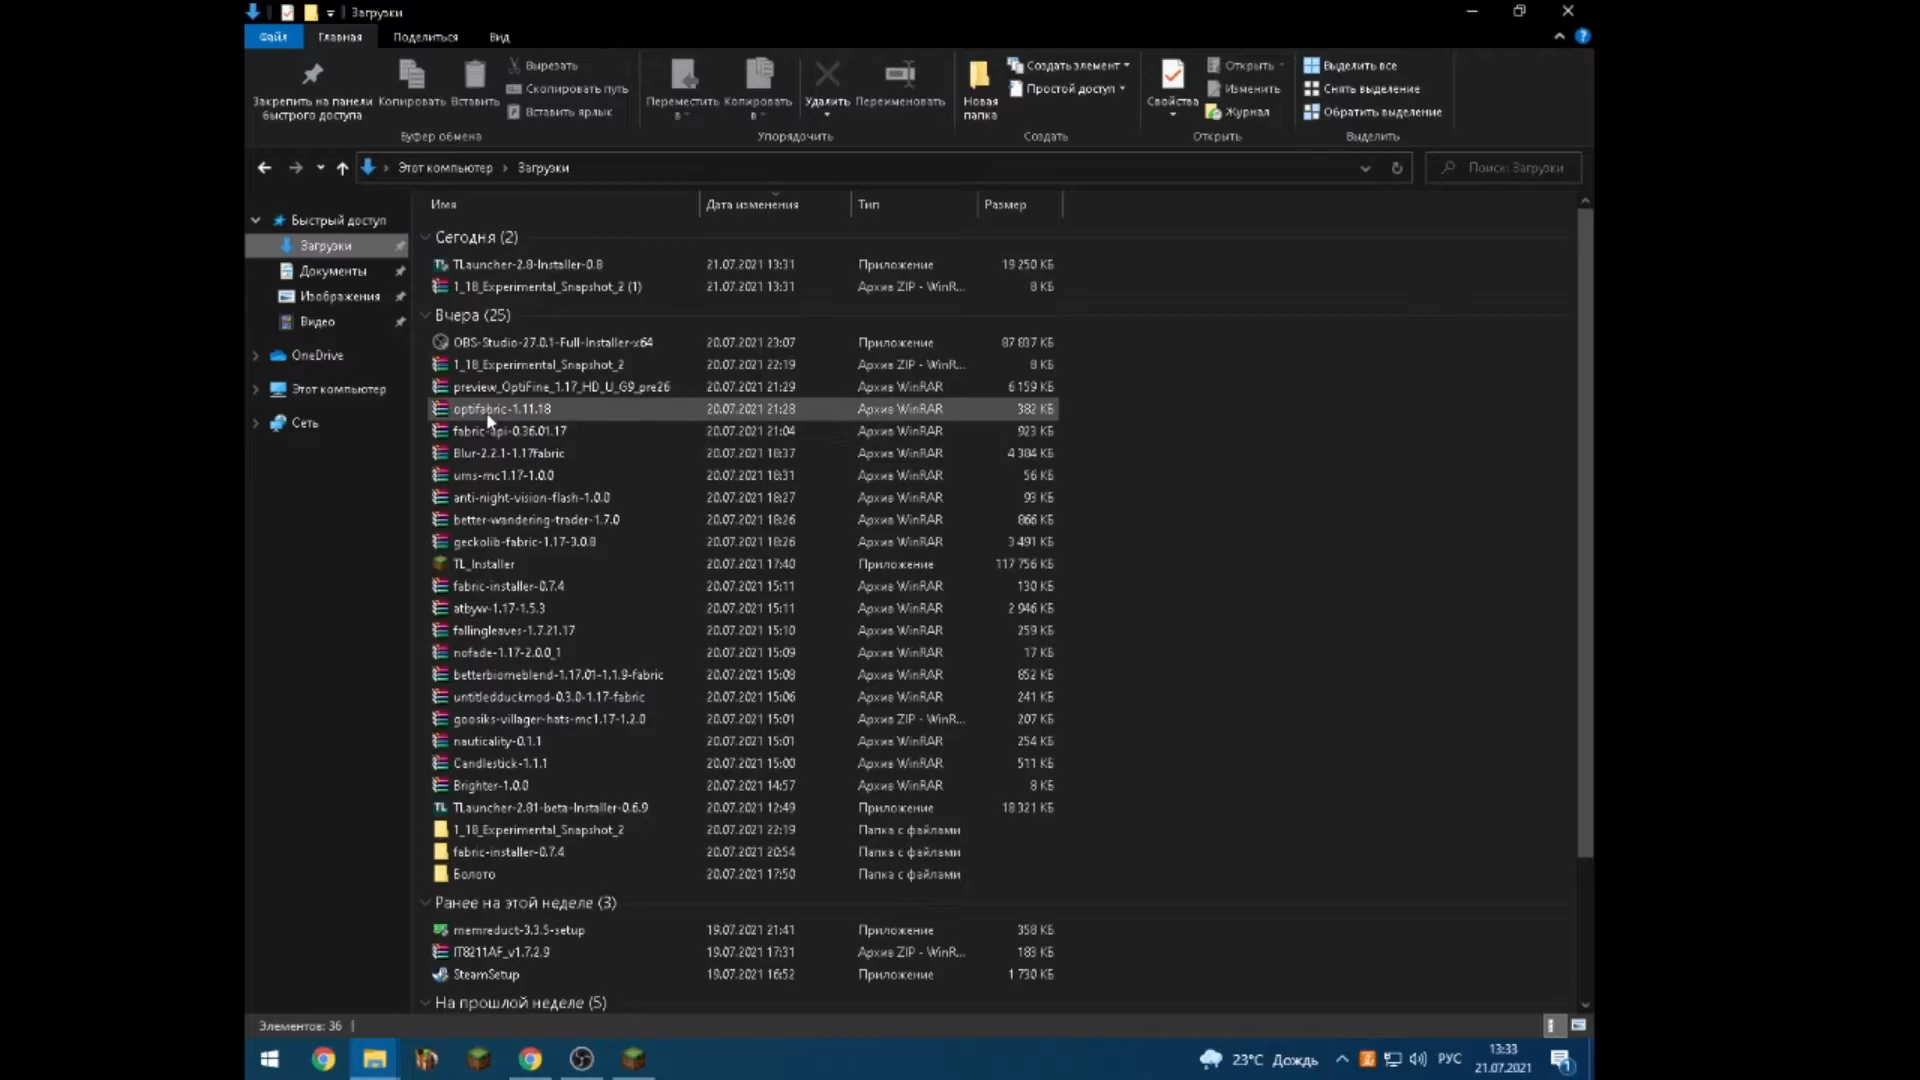 Загрузки
Файл Главная Поделиться Вид
Закрепить на панели быстрого доступа
Копировать
Вставить
Вырезать
Скопировать путь
Вставить ярлык
Буфер обмена
Переместить в
Копировать в
Удалить
Переименовать
Упорядочить
Новая папка
Создать элемент
Простой доступ
Создать
Свойства
Открыть
Изменить
Журнал
Открыть
Выделить все
Снять выделение
Обратить выделение
Выделить
Этот компьютер › Загрузки
Поиск: Загрузки
Быстрый доступ
Загрузки
Документы
Изображения
Видео
OneDrive
Этот компьютер
Сеть
Имя Дата изменения Тип Размер
Сегодня (2)
TLauncher-2.8-Installer-0.8 21.07.2021 13:31 Приложение 19 250 КБ
1_18_Experimental_Snapshot_2 (1) 21.07.2021 13:31 Архив ZIP - WinR... 8 КБ
Вчера (25)
OBS-Studio-27.0.1-Full-Installer-x64 20.07.2021 23:07 Приложение 87 837 КБ
1_18_Experimental_Snapshot_2 20.07.2021 22:19 Архив ZIP - WinR... 8 КБ
preview_OptiFine_1.17_HD_U_G9_pre26 20.07.2021 21:29 Архив WinRAR 6 159 КБ
optifabric-1.11.18 20.07.2021 21:28 Архив WinRAR 382 КБ
fabric-api-0.36.01.17 20.07.2021 21:04 Архив WinRAR 923 КБ
Blur-2.2.1-1.17fabric 20.07.2021 18:37 Архив WinRAR 4 384 КБ
ums-mc1.17-1.0.0 20.07.2021 18:31 Архив WinRAR 56 КБ
anti-night-vision-flash-1.0.0 20.07.2021 18:27 Архив WinRAR 93 КБ
better-wandering-trader-1.7.0 20.07.2021 18:26 Архив WinRAR 866 КБ
geckolib-fabric-1.17-3.0.8 20.07.2021 18:26 Архив WinRAR 3 491 КБ
TL_Installer 20.07.2021 17:40 Приложение 117 756 КБ
fabric-installer-0.7.4 20.07.2021 15:11 Архив WinRAR 130 КБ
atbyw-1.17-1.5.3 20.07.2021 15:11 Архив WinRAR 2 946 КБ
fallingleaves-1.7.21.17 20.07.2021 15:10 Архив WinRAR 259 КБ
nofade-1.17-2.0.0_1 20.07.2021 15:09 Архив WinRAR 17 КБ
betterbiomeblend-1.17.01-1.1.9-fabric 20.07.2021 15:08 Архив WinRAR 852 КБ
untitledduckmod-0.3.0-1.17-fabric 20.07.2021 15:06 Архив WinRAR 241 КБ
goosiks-villager-hats-mc1.17-1.2.0 20.07.2021 15:01 Архив ZIP - WinR... 207 КБ
nauticality-0.1.1 20.07.2021 15:01 Архив WinRAR 254 КБ
Candlestick-1.1.1 20.07.2021 15:00 Архив WinRAR 511 КБ
Brighter-1.0.0 20.07.2021 14:57 Архив WinRAR 8 КБ
TLauncher-2.81-beta-Installer-0.6.9 20.07.2021 12:49 Приложение 18 321 КБ
1_18_Experimental_Snapshot_2 20.07.2021 22:19 Папка с файлами
fabric-installer-0.7.4 20.07.2021 20:54 Папка с файлами
Болото 20.07.2021 17:50 Папка с файлами
Ранее на этой неделе (3)
memreduct-3.3.5-setup 19.07.2021 21:41 Приложение 358 КБ
IT8211AF_v1.7.2.9 19.07.2021 17:31 Архив ZIP - WinR... 183 КБ
SteamSetup 19.07.2021 16:52 Приложение 1 730 КБ
На прошлой неделе (5)
Элементов: 36
23°C Дождь РУС 13:33
21.07.2021